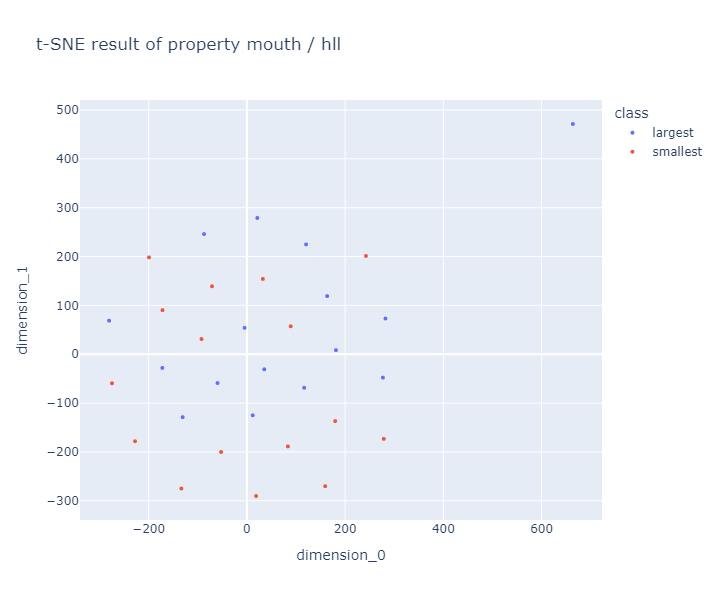 t-SNE result of property mouth / hll
class
largest
smallest
500
400
300
200
100
0
−100
−200
−300
dimension_1
−200
0
200
400
600
dimension_0